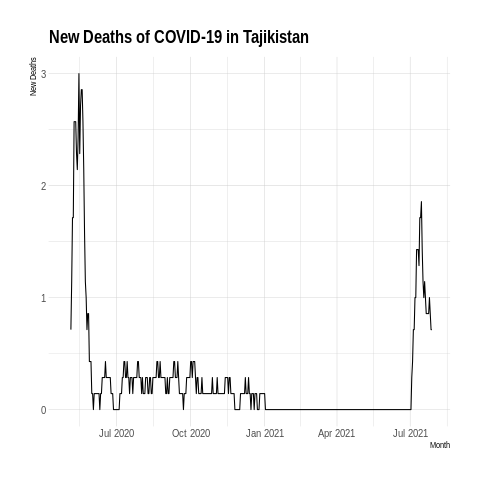 New Deaths of COVID-19 in Tajikistan
New Deaths
3
2
1
0
Jul 2020 Oct 2020 Jan 2021 Apr 2021 Jul 2021
Month